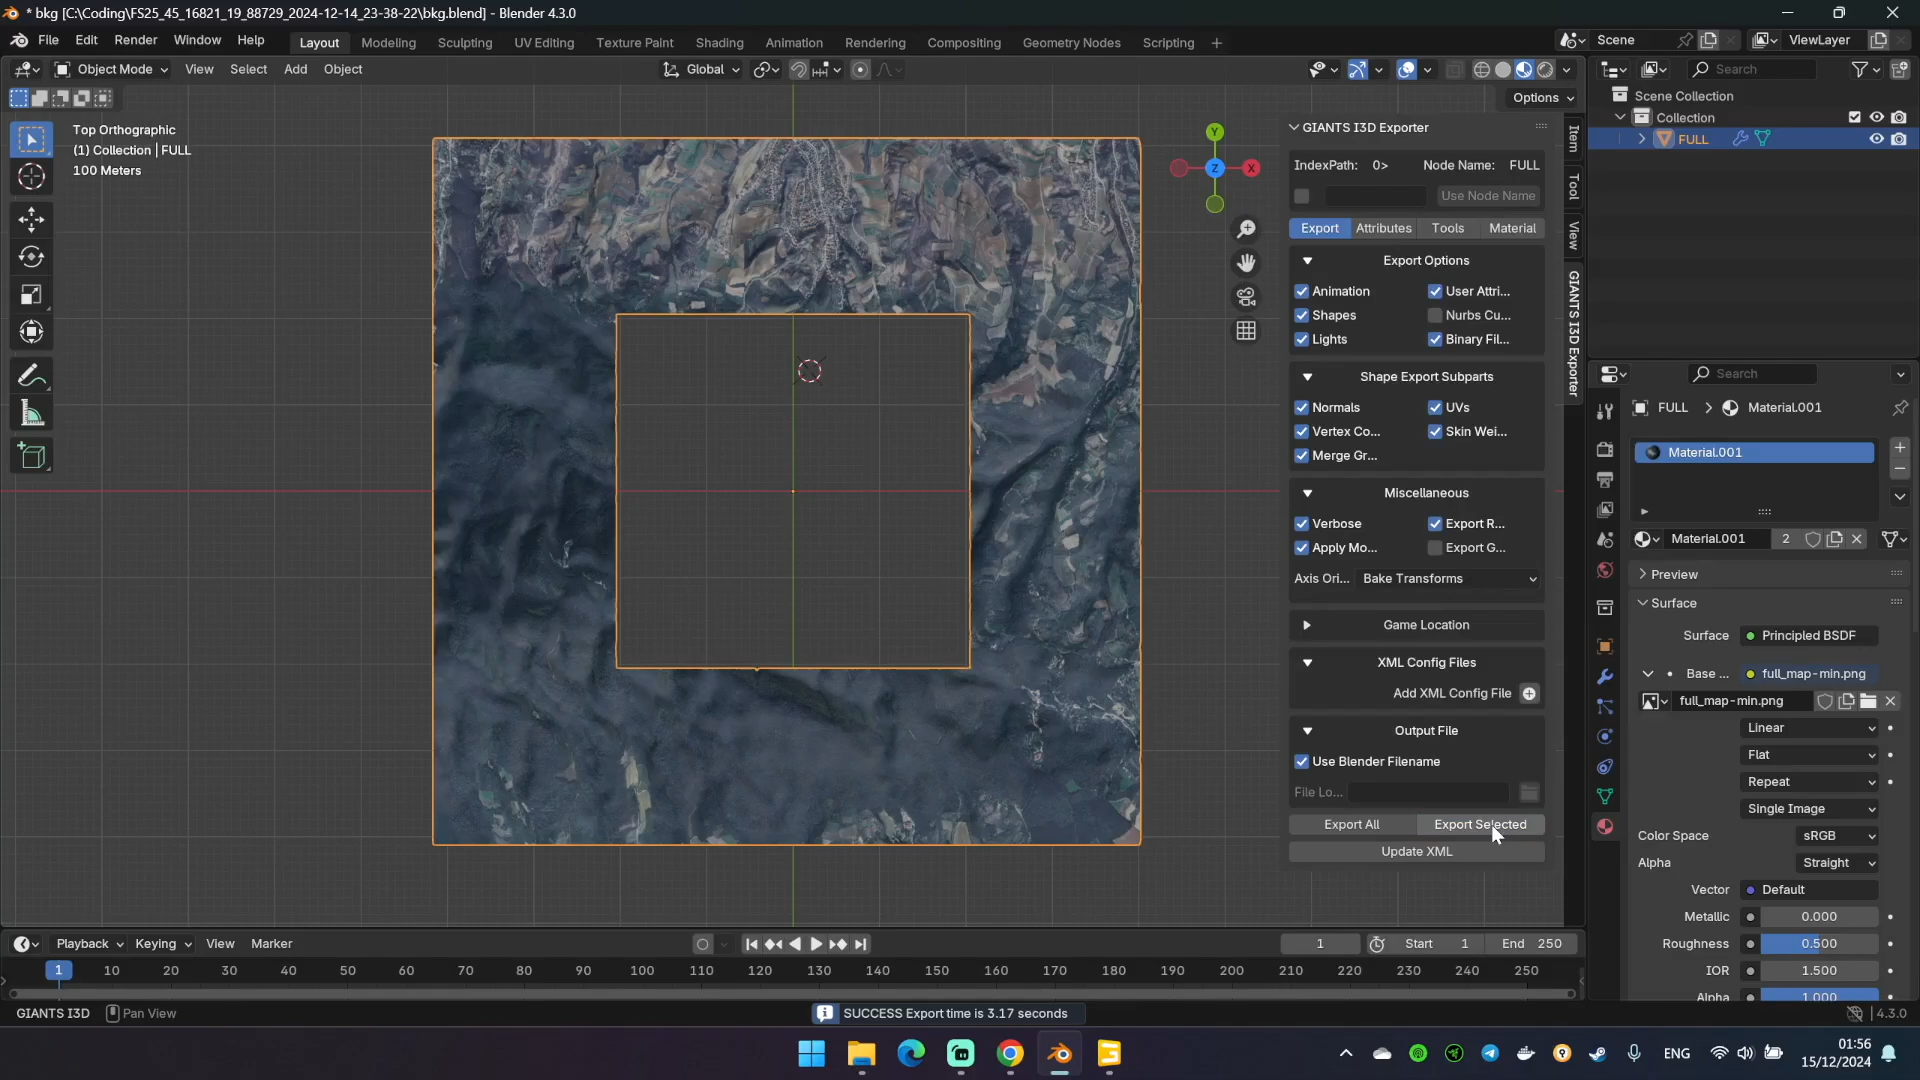 * bkg [C:\Coding\FS25_45_16821_19_88729_2024-12-14_23-38-22\bkg.blend] - Blender 4.3.0
File Edit Render Window Help Layout Modeling Sculpting UV Editing Texture Paint Shading Animation Rendering Compositing Geometry Nodes Scripting + Scene ViewLayer
Object Mode View Select Add Object Global Search
Options
Top Orthographic
(1) Collection | FULL
100 Meters
Y
Z
X
GIANTS I3D Exporter
IndexPath: 0> Node Name: FULL
Use Node Name
Export Attributes Tools Material
Export Options
Animation User Attri...
Shapes Nurbs Cu...
Lights Binary Fil...
Shape Export Subparts
Normals UVs
Vertex Co... Skin Wei...
Merge Gr...
Miscellaneous
Verbose Export R...
Apply Mo... Export G...
Axis Ori... Bake Transforms
Game Location
XML Config Files
Add XML Config File
Output File
Use Blender Filename
File Lo...
Export All Export Selected
Update XML
Item
Tool
View
GIANTS I3D Exporter
Scene Collection
Collection
FULL
Search
FULL > Material.001
Material.001
Material.001 2
Preview
Surface
Surface Principled BSDF
Base ... full_map-min.png
full_map-min.png
Linear
Flat
Repeat
Single Image
Color Space sRGB
Alpha Straight
Vector Default
Metallic 0.000
Roughness 0.500
IOR 1.500
Alpha 1.000
Playback Keying View Marker 1 Start 1 End 250
1 10 20 30 40 50 60 70 80 90 100 110 120 130 140 150 160 170 180 190 200 210 220 230 240 250
GIANTS I3D Pan View SUCCESS Export time is 3.17 seconds 4.3.0
ENG 01:56
15/12/2024